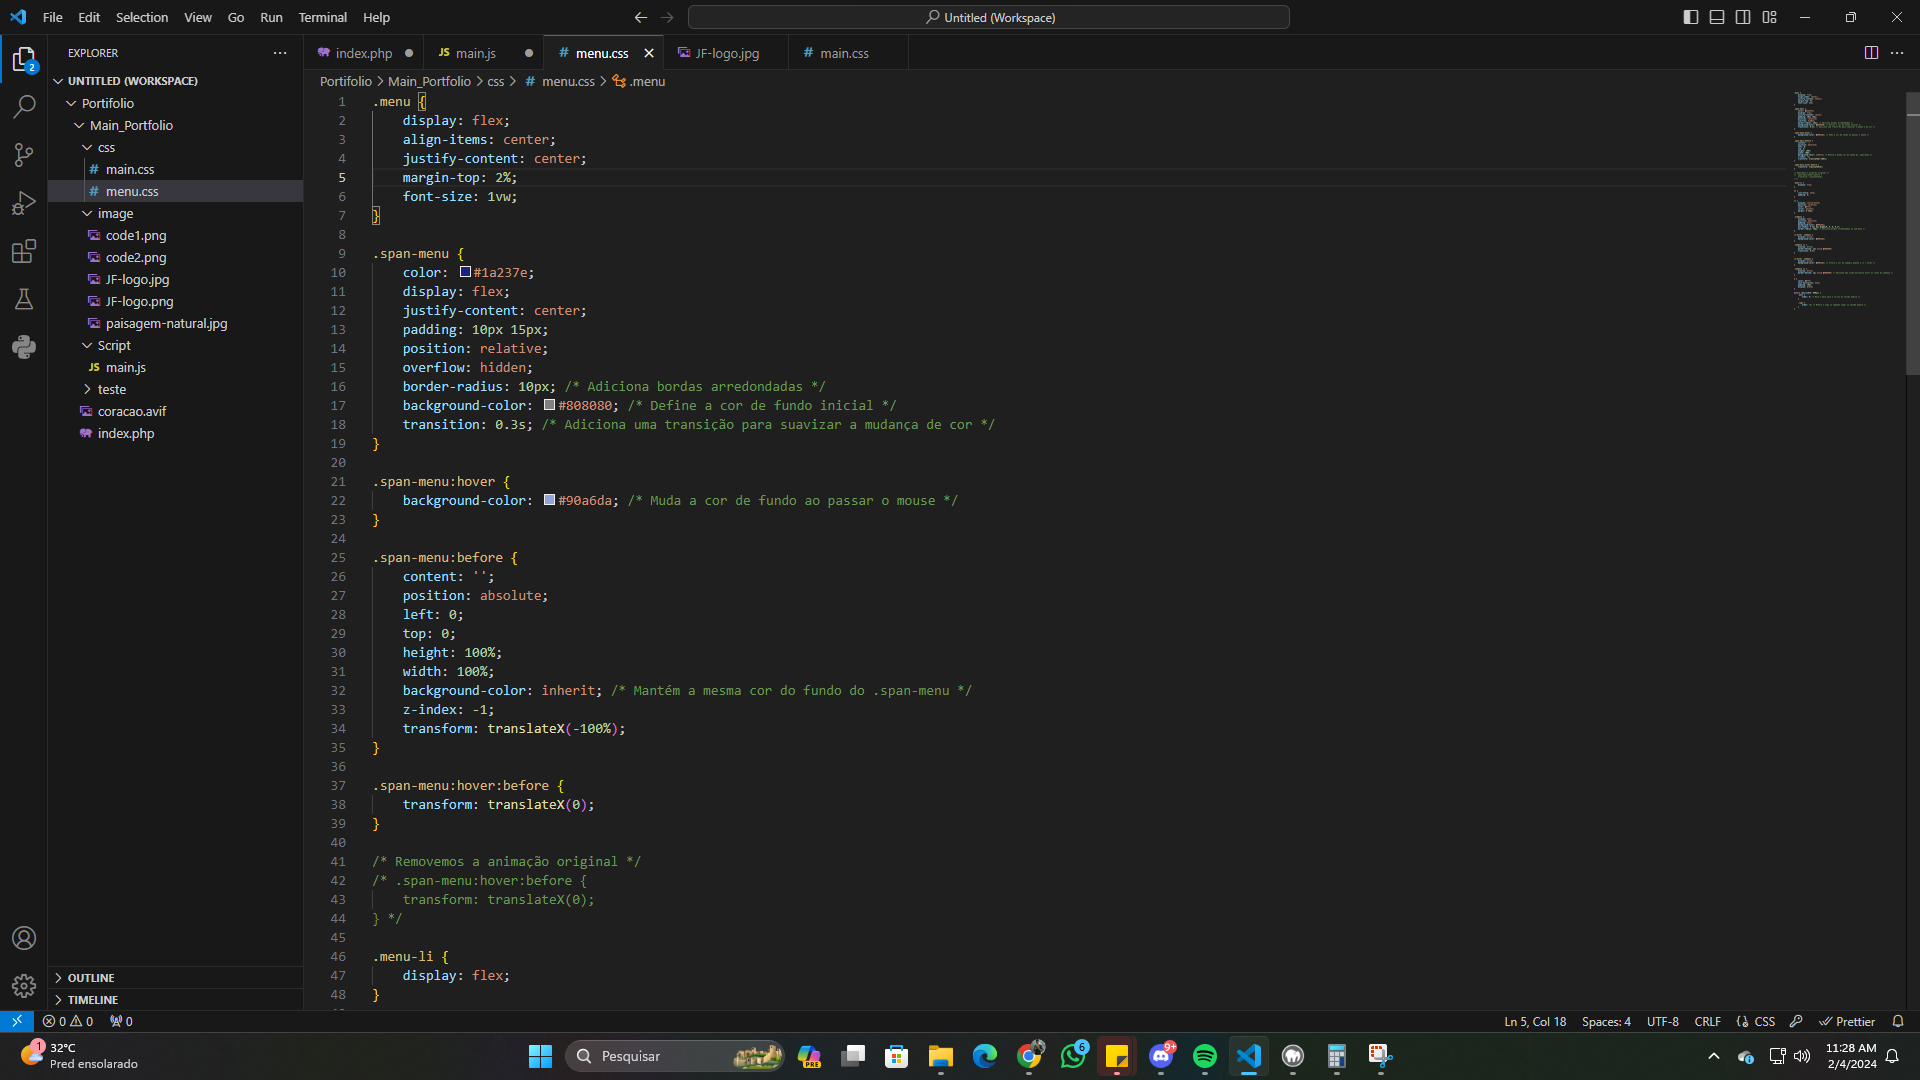 File Edit Selection View Go Run Terminal Help
Untitled (Workspace)
EXPLORER
UNTITLED (WORKSPACE)
Portifolio
Main_Portfolio
css
main.css
menu.css
image
code1.png
code2.png
JF-logo.jpg
JF-logo.png
paisagem-natural.jpg
Script
JS main.js
teste
coracao.avif
index.php
OUTLINE
TIMELINE
2
index.php JS main.js # menu.css JF-logo.jpg # main.css
Portifolio > Main_Portfolio > css > # menu.css > .menu
1 .menu {
2 display: flex;
3 align-items: center;
4 justify-content: center;
5 margin-top: 2%;
6 font-size: 1vw;
7 }
8
9 .span-menu {
10 color: #1a237e;
11 display: flex;
12 justify-content: center;
13 padding: 10px 15px;
14 position: relative;
15 overflow: hidden;
16 border-radius: 10px; /* Adiciona bordas arredondadas */
17 background-color: #808080; /* Define a cor de fundo inicial */
18 transition: 0.3s; /* Adiciona uma transição para suavizar a mudança de cor */
19 }
20
21 .span-menu:hover {
22 background-color: #90a6da; /* Muda a cor de fundo ao passar o mouse */
23 }
24
25 .span-menu:before {
26 content: '';
27 position: absolute;
28 left: 0;
29 top: 0;
30 height: 100%;
31 width: 100%;
32 background-color: inherit; /* Mantém a mesma cor do fundo do .span-menu */
33 z-index: -1;
34 transform: translateX(-100%);
35 }
36
37 .span-menu:hover:before {
38 transform: translateX(0);
39 }
40
41 /* Removemos a animação original */
42 /* .span-menu:hover:before {
43 transform: translateX(0);
44 } */
45
46 .menu-li {
47 display: flex;
48 }
0 0 0 Ln 5, Col 18 Spaces: 4 UTF-8 CRLF {} CSS Prettier
1 32°C
Pred ensolarado
Pesquisar
PRE
6
9+
11:28 AM
2/4/2024